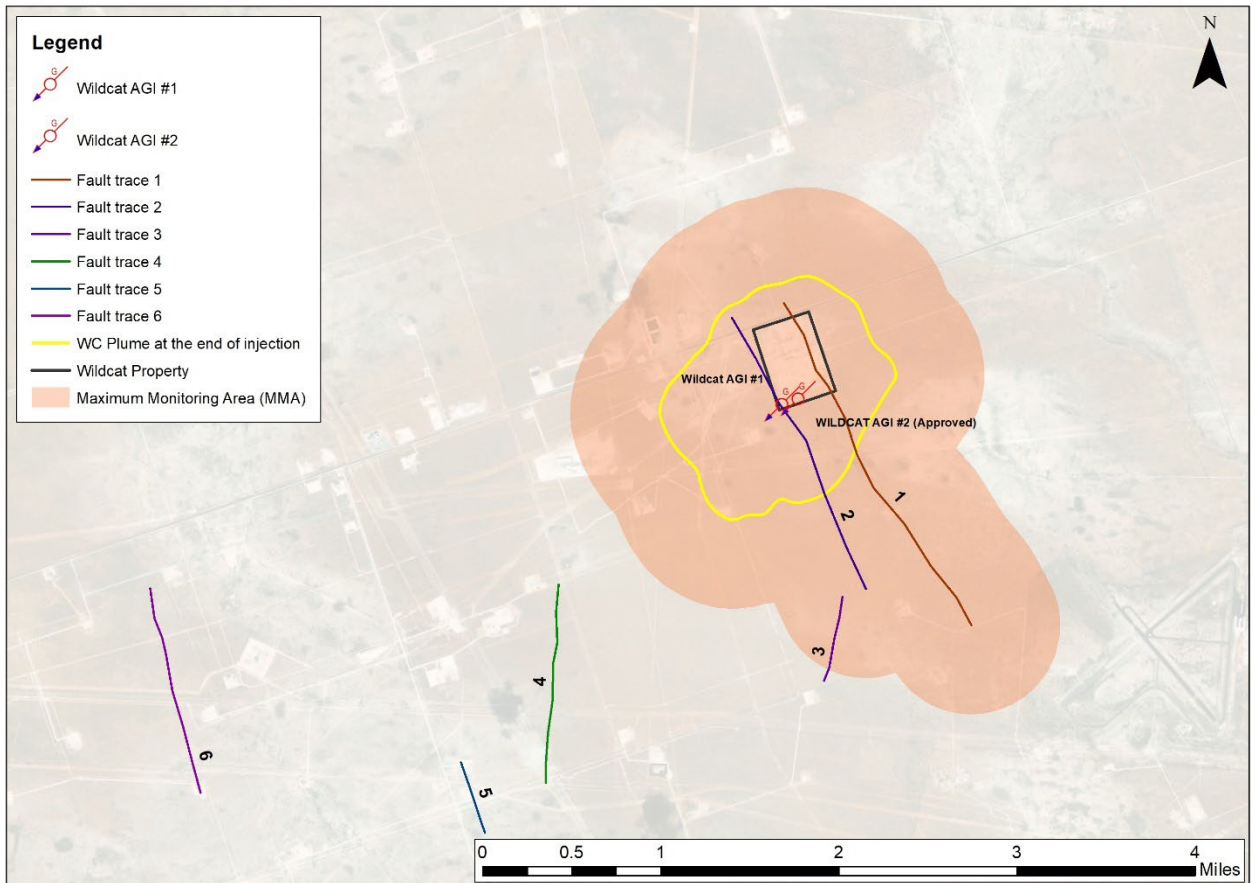 Legend
G
Wildcat AGI #1
G
Wildcat AGI #2
Fault trace 1
Fault trace 2
Fault trace 3
Fault trace 4
Fault trace 5
Fault trace 6
WC Plume at the end of injection
Wildcat Property
Maximum Monitoring Area (MMA)
N
Wildcat AGI #1
G G
WILDCAT AGI #2 (Approved)
1
2
3
4
6
5
0 0.5 1 2 3 4
Miles